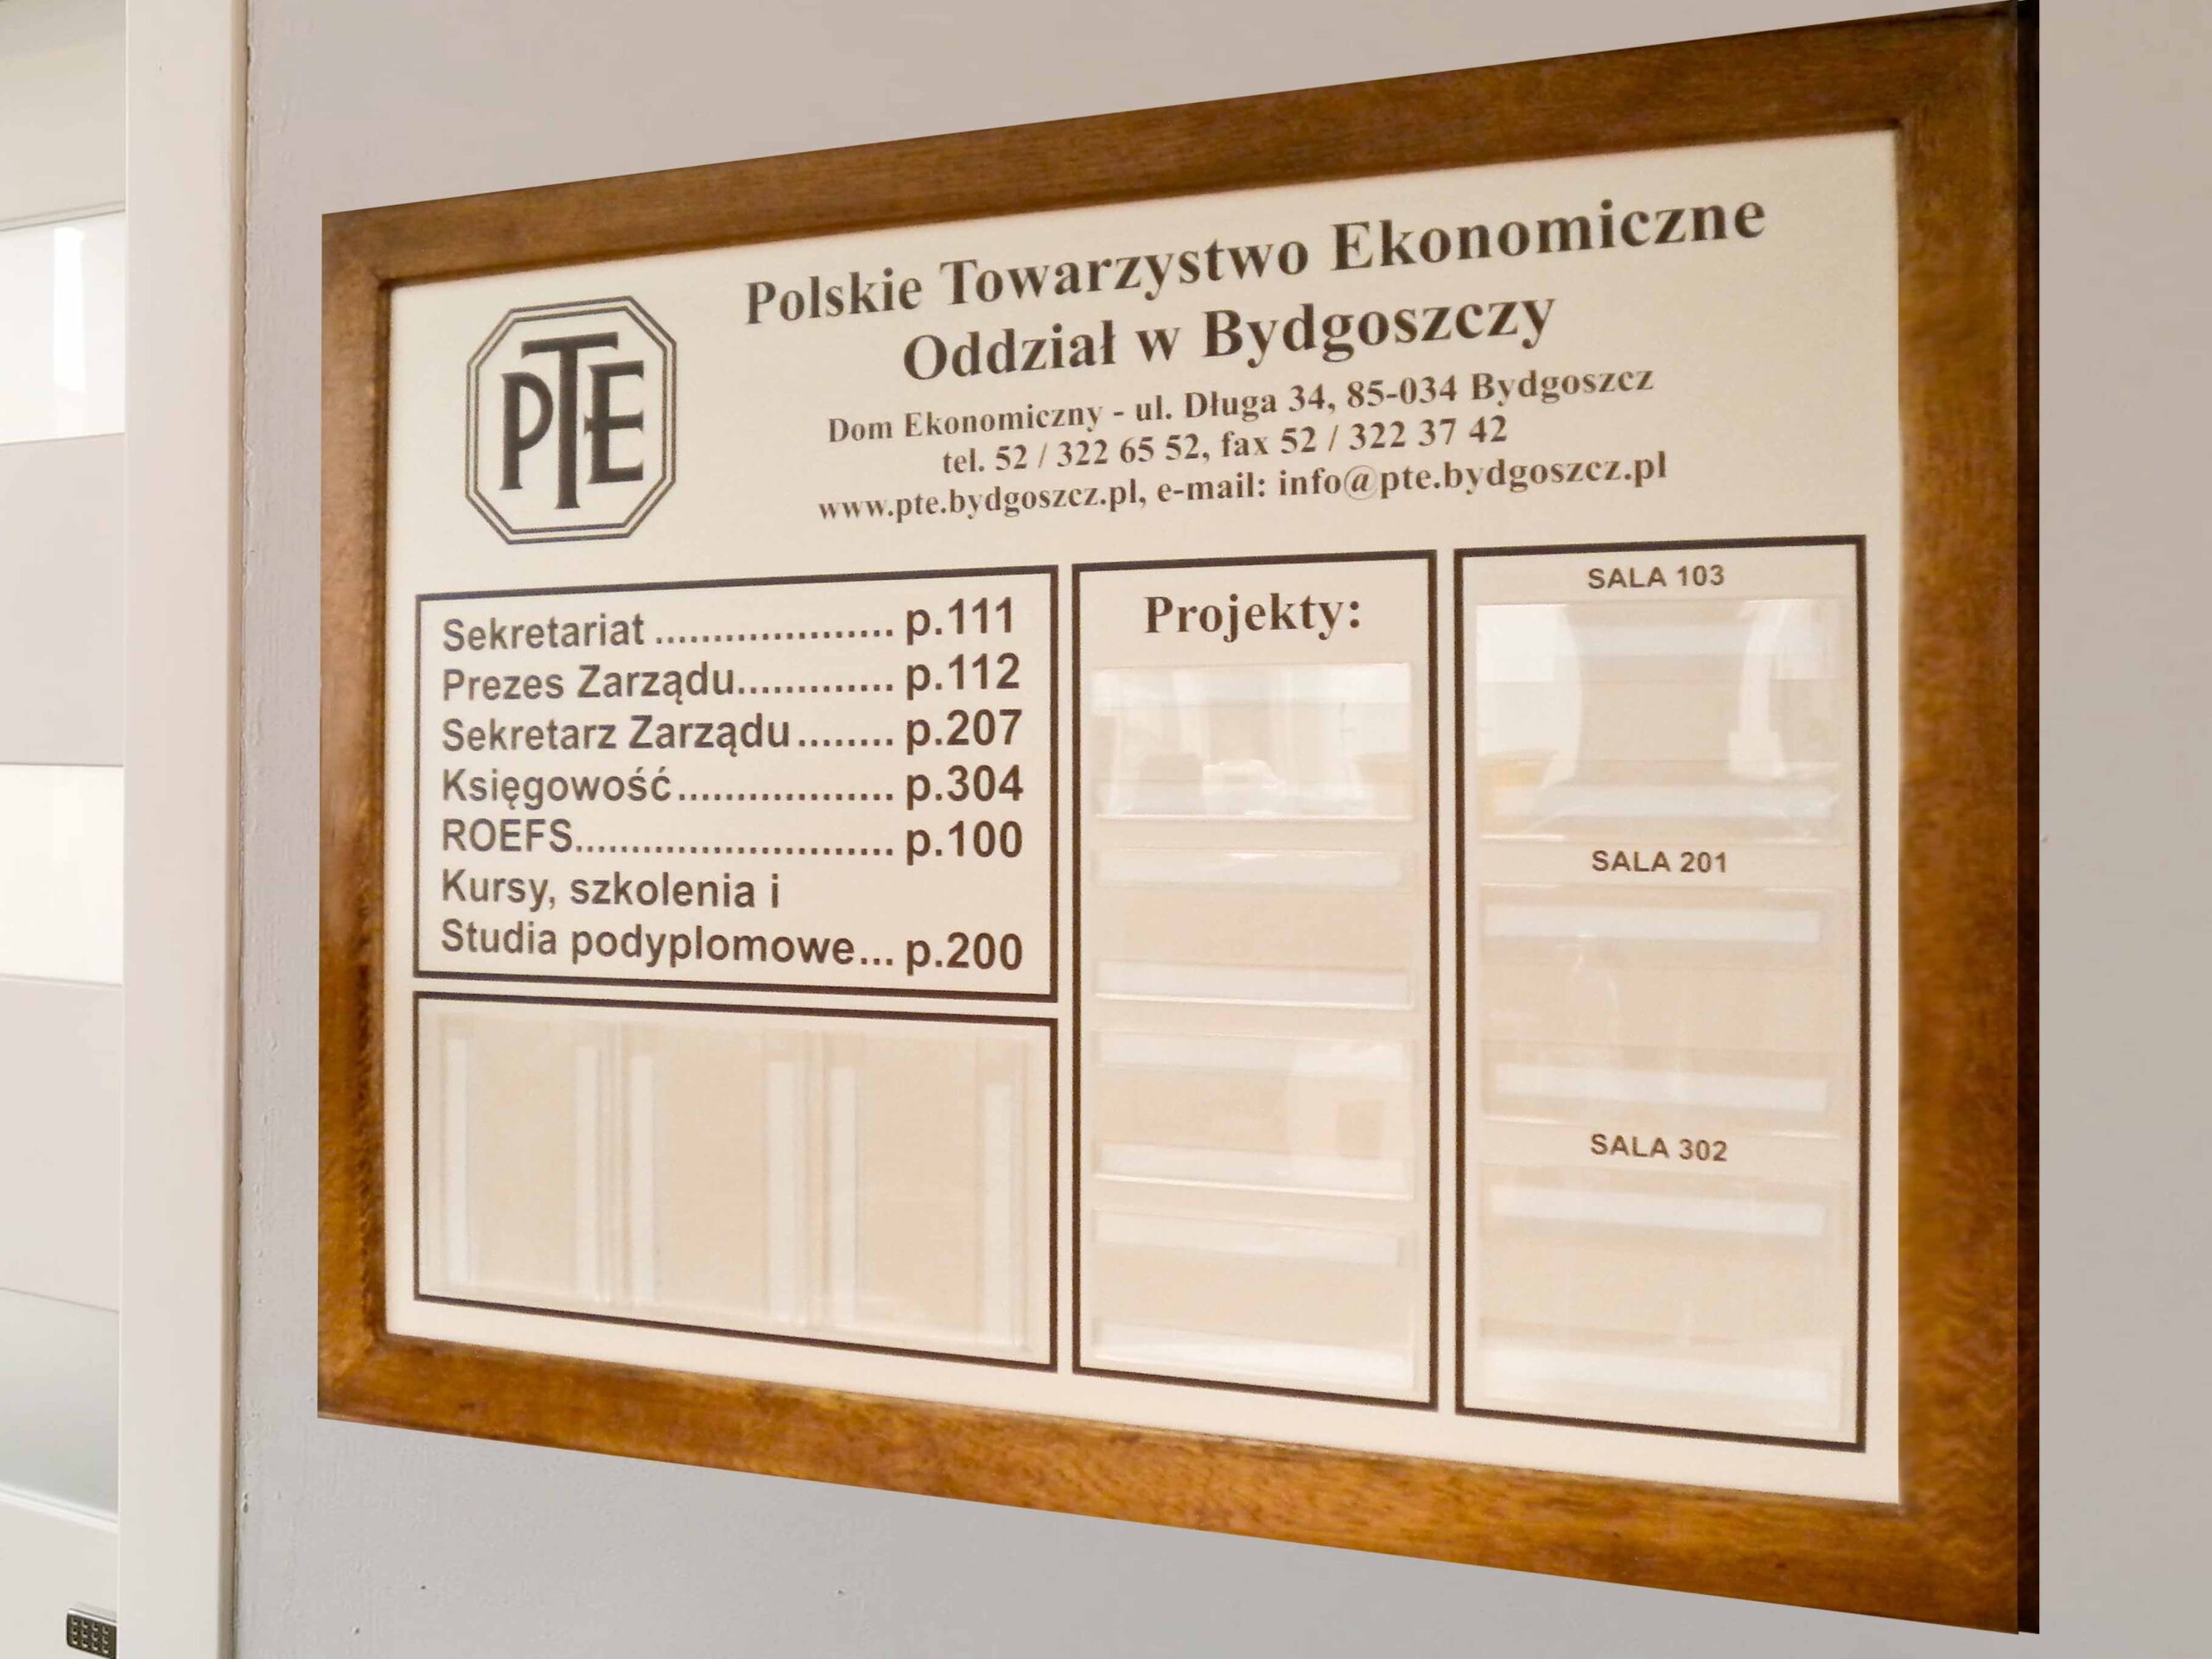 PTE
Polskie Towarzystwo Ekonomiczne
Oddział w Bydgoszczy
Dom Ekonomiczny - ul. Długa 34, 85-034 Bydgoszcz
tel. 52 / 322 65 52, fax 52 / 322 37 42
www.pte.bydgoszcz.pl, e-mail: info@pte.bydgoszcz.pl
Sekretariat ..................... p.111
Prezes Zarządu............. p.112
Sekretarz Zarządu........ p.207
Księgowość.................. p.304
ROEFS........................... p.100
Kursy, szkolenia i
Studia podyplomowe... p.200
Projekty:
SALA 103
SALA 201
SALA 302